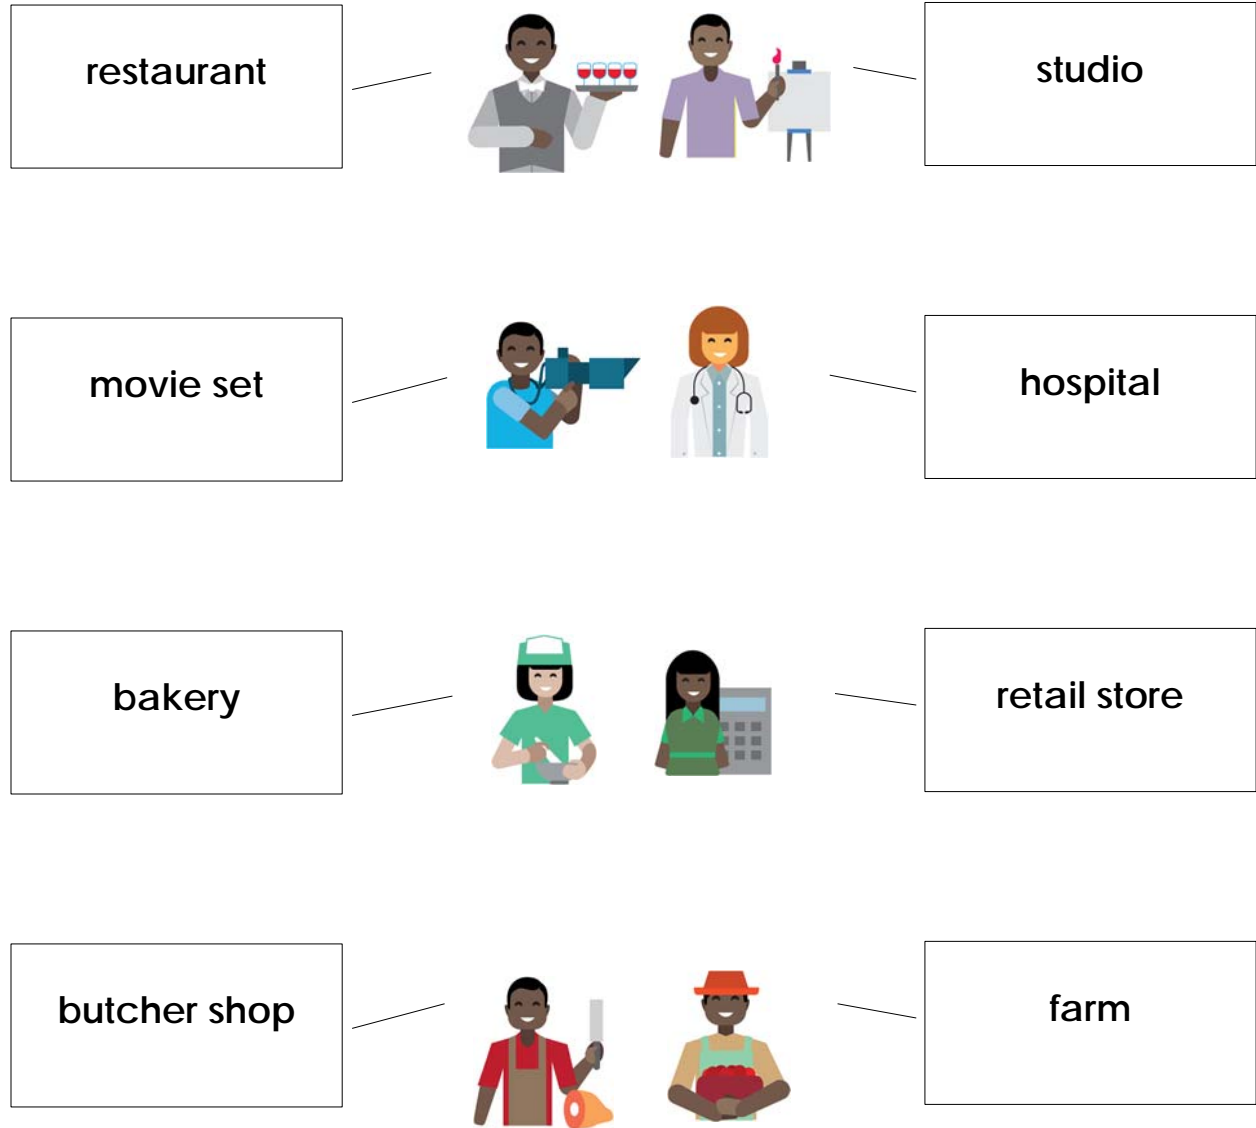 restaurant
studio
movie set
hospital
bakery
retail store
butcher shop
farm